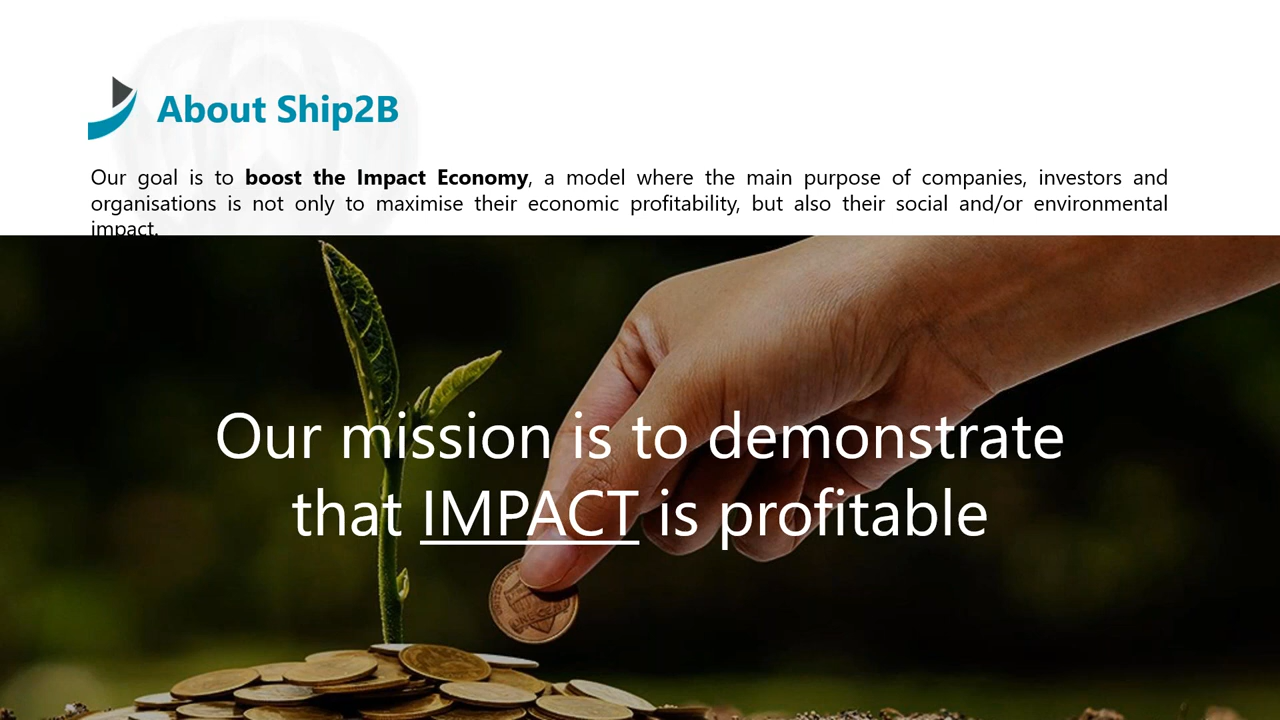 About Ship2B
Our goal is to boost the Impact Economy, a model where the main purpose of companies, investors and
organisations is not only to maximise their economic profitability, but also their social and/or environmental
impact.
Our mission is to demonstrate
that IMPACT is profitable
ONE CENT